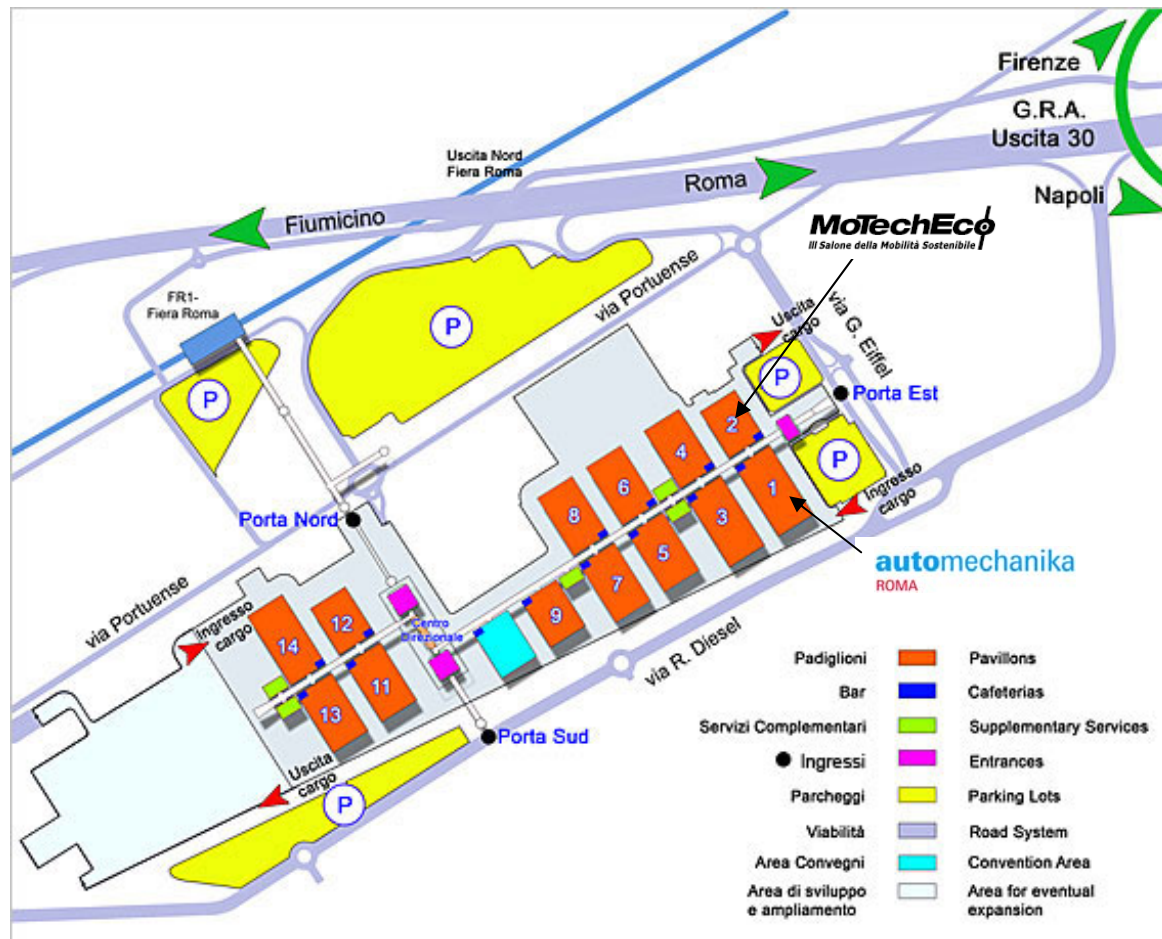 Firenze
G.R.A.
Uscita 30
Napoli
Uscita Nord
Fiera Roma
Roma
Fiumicino
MoTechEco
III Salone della Mobilità Sostenibile
FR1-
Fiera Roma
via Portuense
via G. Eiffel
Uscita
cargo
P
P
P
P
Porta Est
Ingresso
cargo
2
4
1
6
3
8
5
7
9
Porta Nord
automechanika
ROMA
via Portuense
Ingresso
cargo
Centro
Direzionale
14
12
11
13
via R. Diesel
Porta Sud
Uscita
cargo
P
Padiglioni Pavillons
Bar Cafeterias
Servizi Complementari Supplementary Services
Ingressi Entrances
Parcheggi Parking Lots
Viabilità Road System
Area Convegni Convention Area
Area di sviluppo Area for eventual
e ampliamento expansion